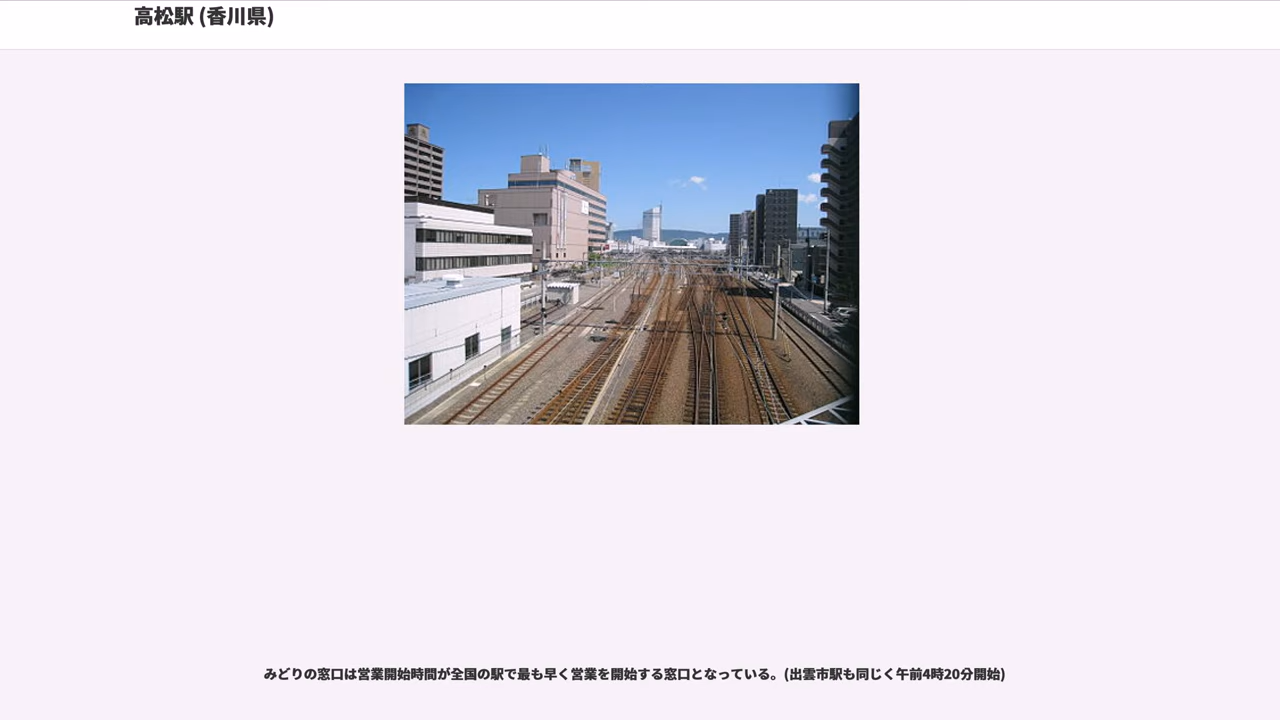 高松駅 (香川県)
みどりの窓口は営業開始時間が全国の駅で最も早く営業を開始する窓口となっている。(出雲市駅も同じく午前4時20分開始)